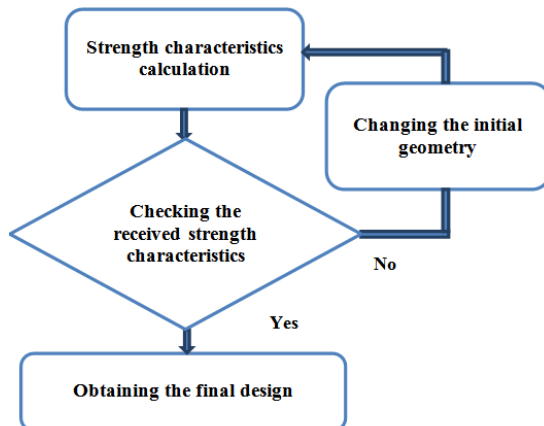 Strength characteristics
calculation
Changing the initial
geometry
Checking the
received strength
characteristics
No
Yes
Obtaining the final design